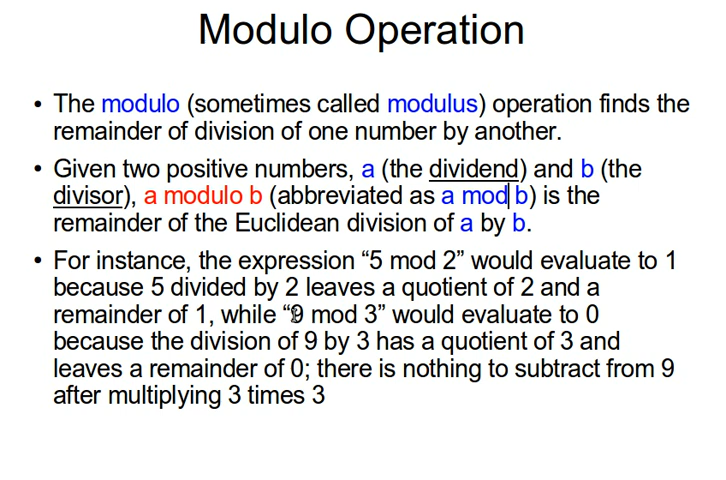 Modulo Operation
• The modulo (sometimes called modulus) operation finds the
remainder of division of one number by another.
• Given two positive numbers, a (the dividend) and b (the
divisor), a modulo b (abbreviated as a mod b) is the
remainder of the Euclidean division of a by b.
• For instance, the expression “5 mod 2” would evaluate to 1
because 5 divided by 2 leaves a quotient of 2 and a
remainder of 1, while “9 mod 3” would evaluate to 0
because the division of 9 by 3 has a quotient of 3 and
leaves a remainder of 0; there is nothing to subtract from 9
after multiplying 3 times 3